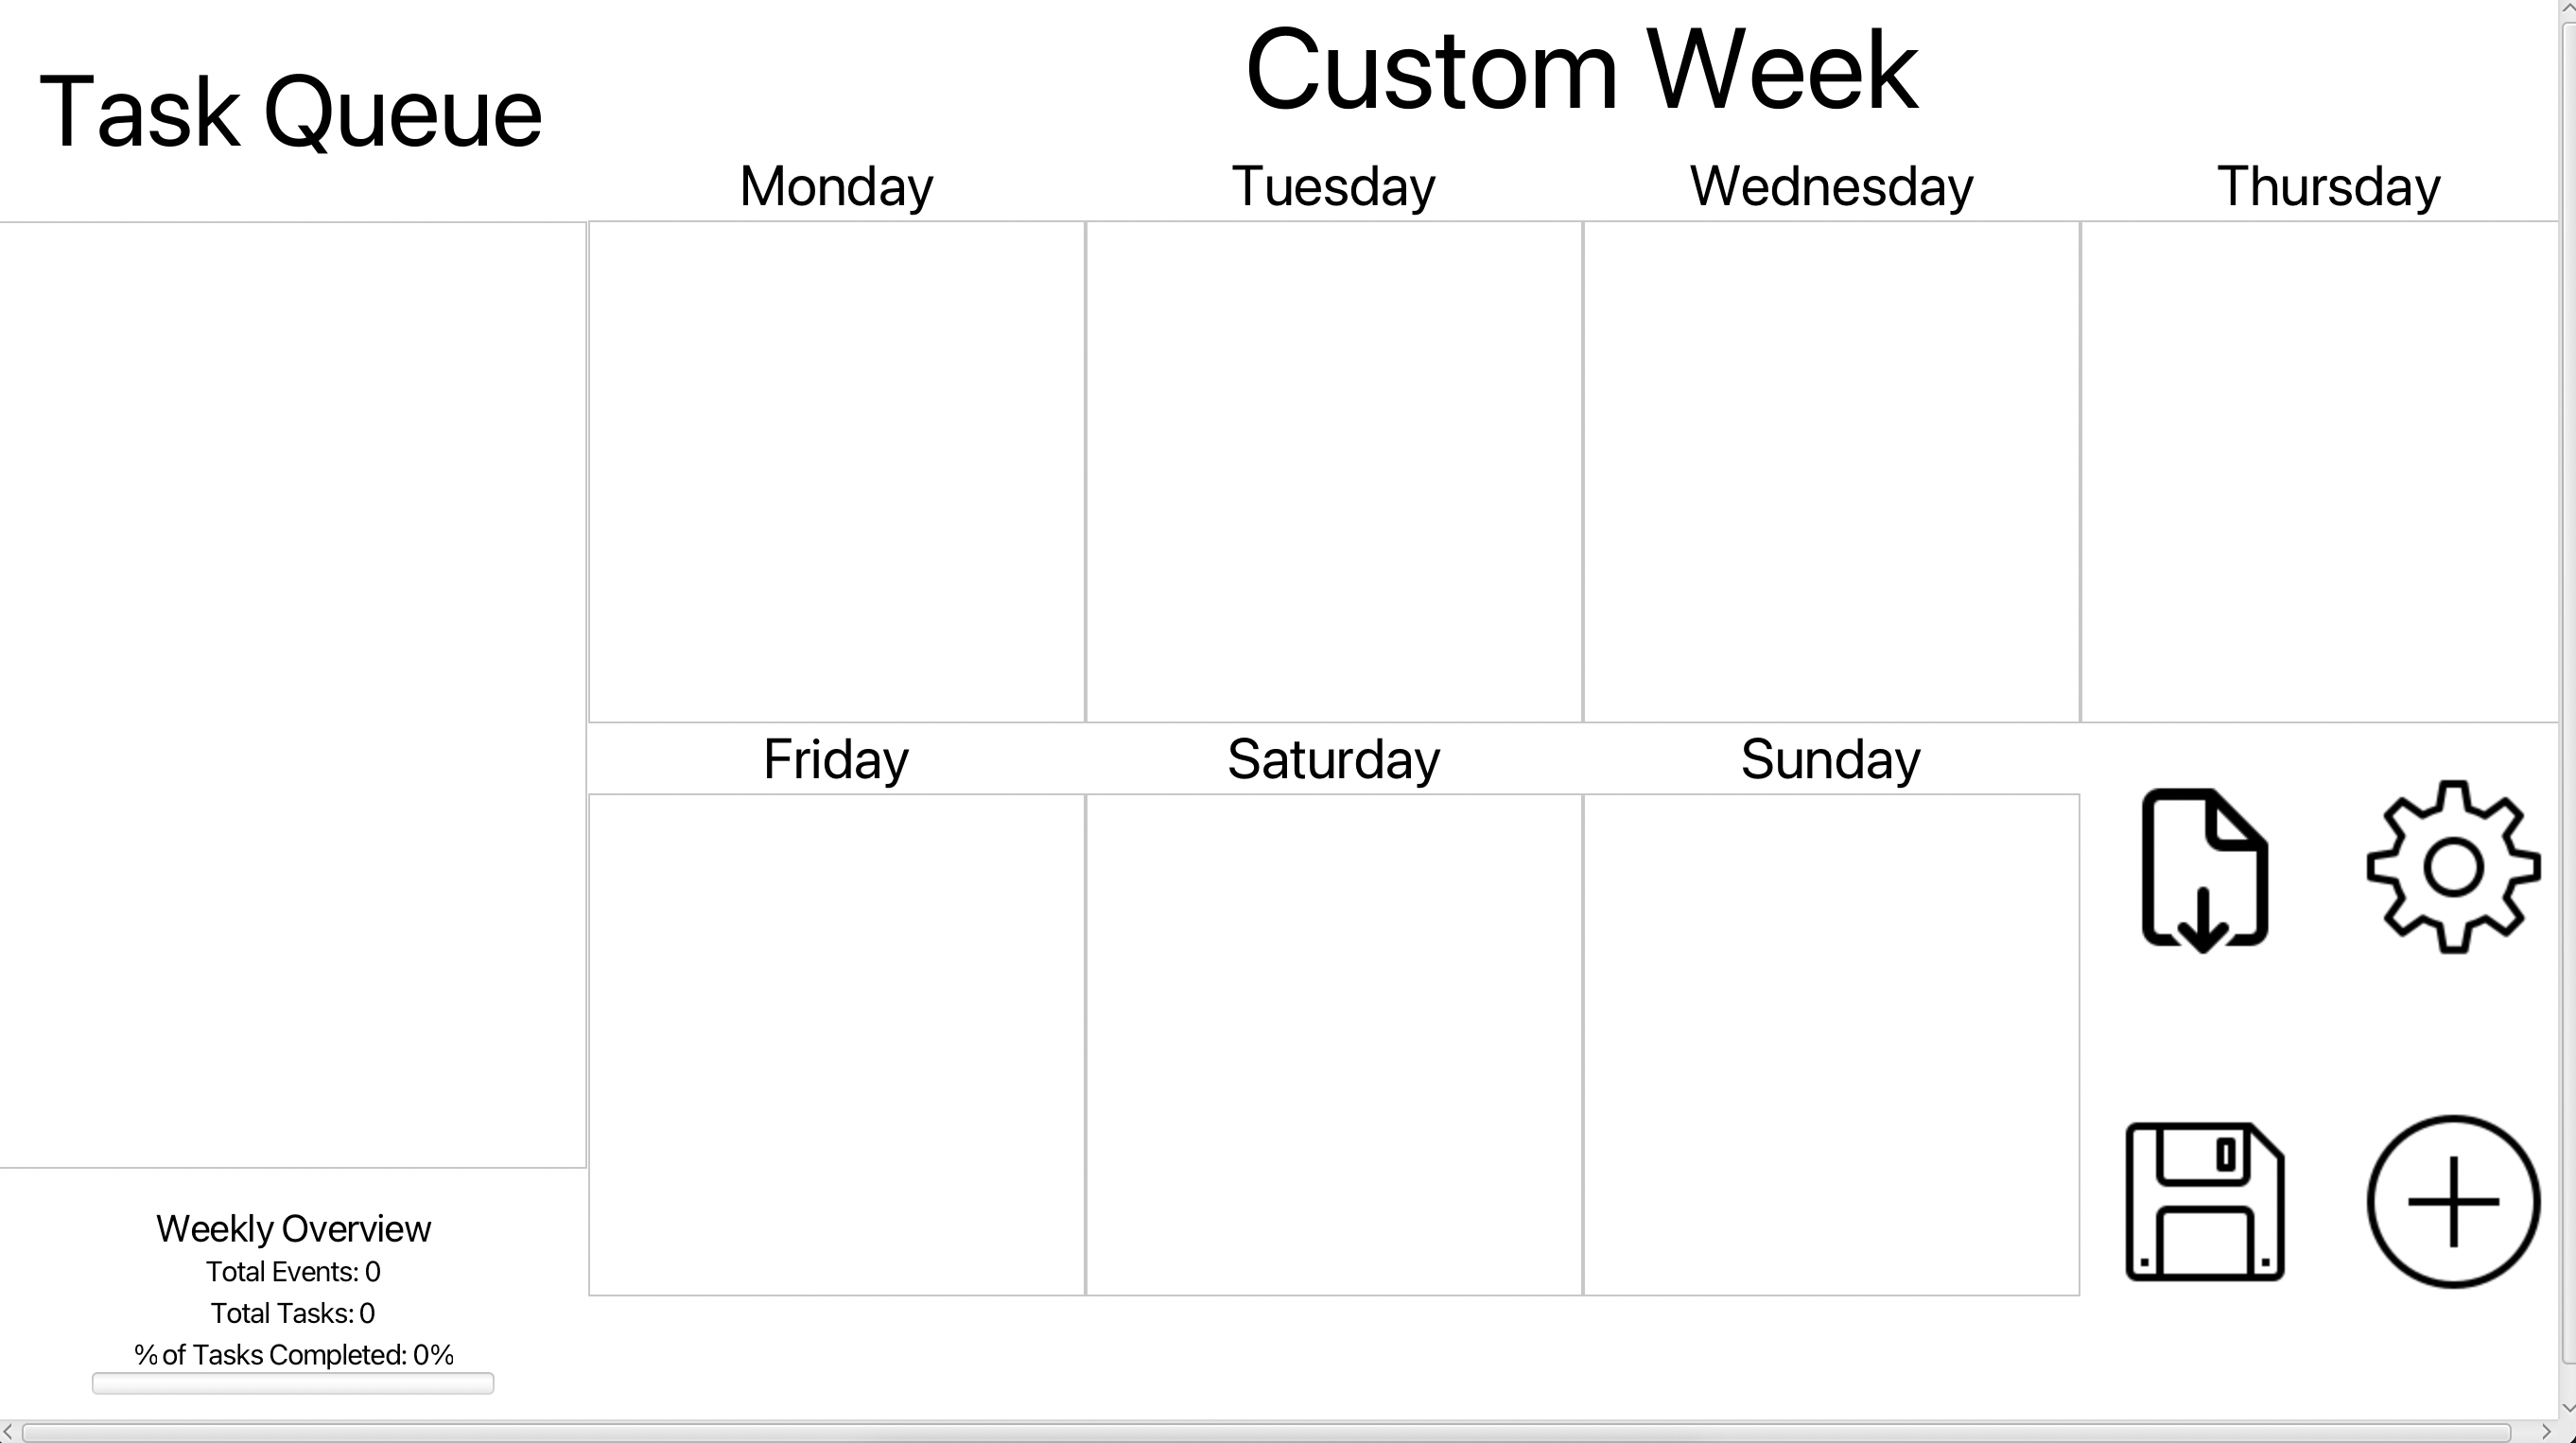 Task Queue
Custom Week
Monday
Tuesday
Wednesday
Thursday
Friday
Saturday
Sunday
Weekly Overview
Total Events: 0
Total Tasks: 0
% of Tasks Completed: 0%